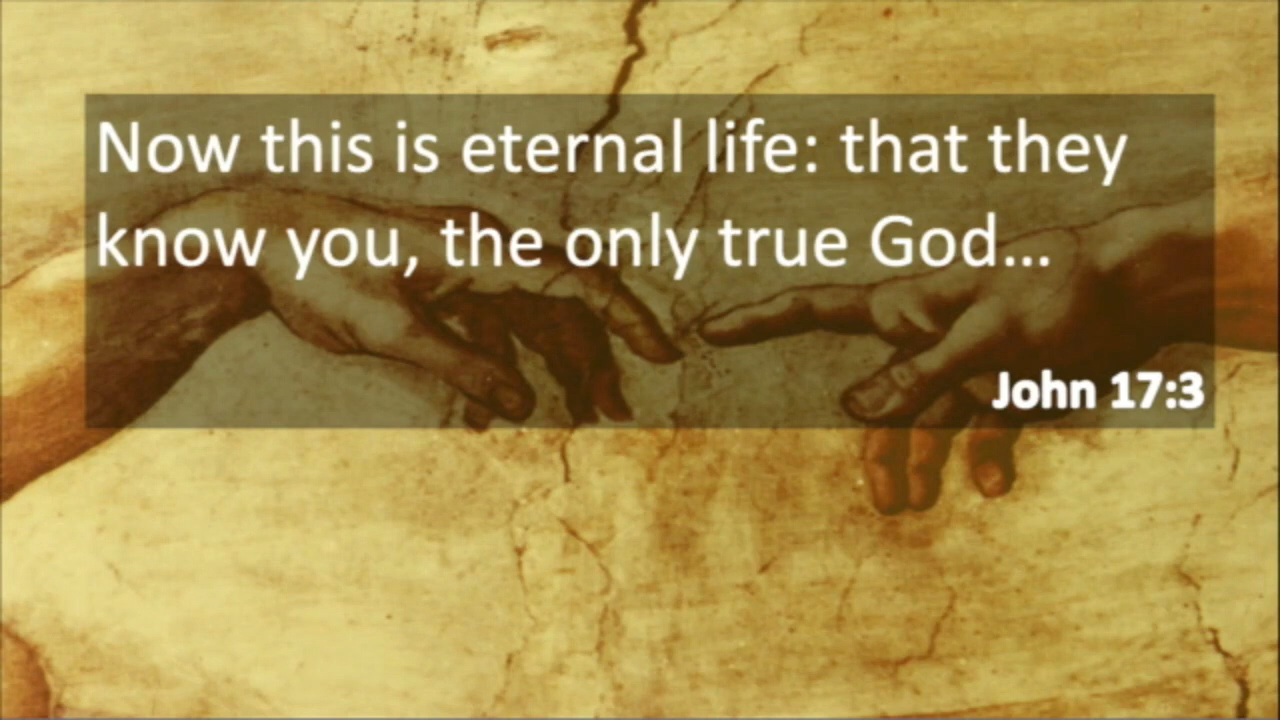 Now this is eternal life: that they
know you, the only true God…
John 17:3